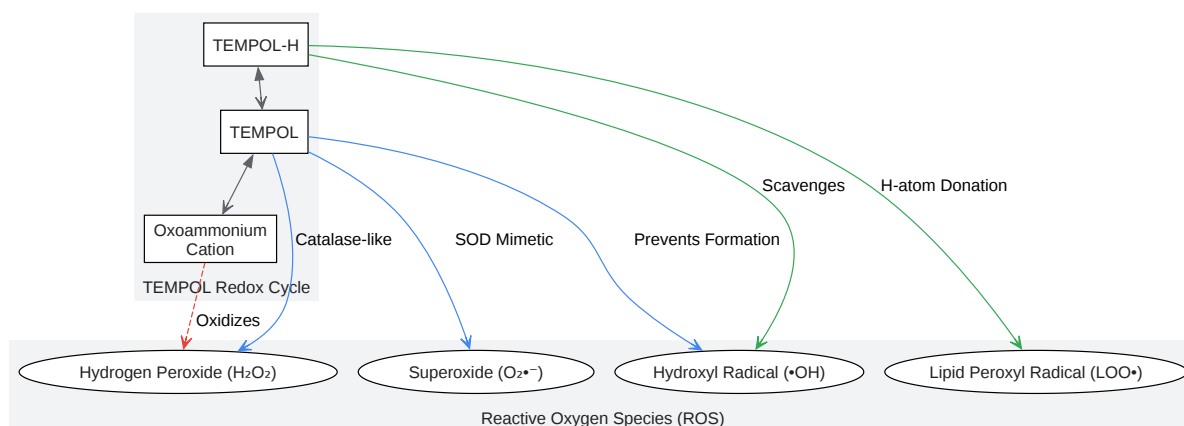 TEMPOL-H
TEMPOL
Scavenges
H-atom Donation
Oxoammonium
Cation
Catalase-like
SOD Mimetic
Prevents Formation
TEMPOL Redox Cycle
Oxidizes
Hydrogen Peroxide (H₂O₂)
Superoxide (O₂•⁻)
Hydroxyl Radical (•OH)
Lipid Peroxyl Radical (LOO•)
Reactive Oxygen Species (ROS)